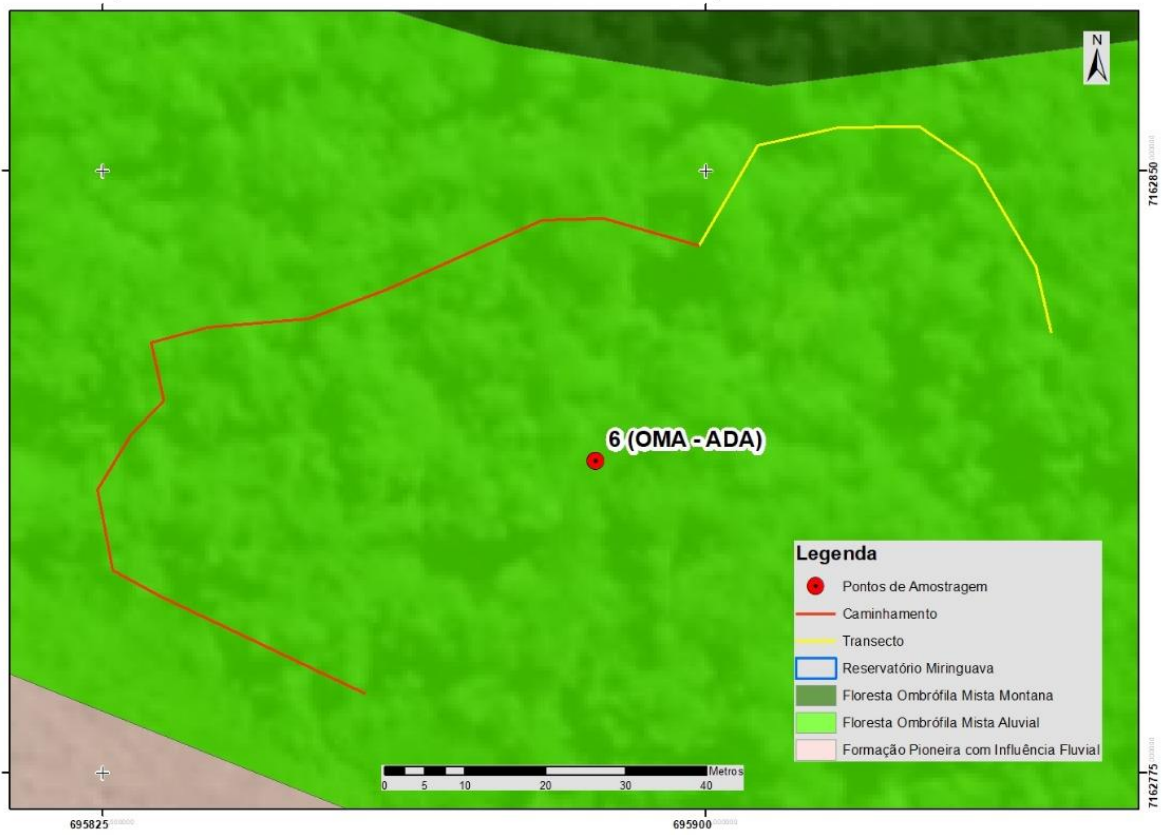 N
7162850
6 (OMA - ADA)
Legenda
Pontos de Amostragem
Caminhamento
Transecto
Reservatório Miringuava
Floresta Ombrófila Mista Montana
Floresta Ombrófila Mista Aluvial
Formação Pioneira com Influência Fluvial
Metros
0 5 10 20 30 40
7162775
695825
695900